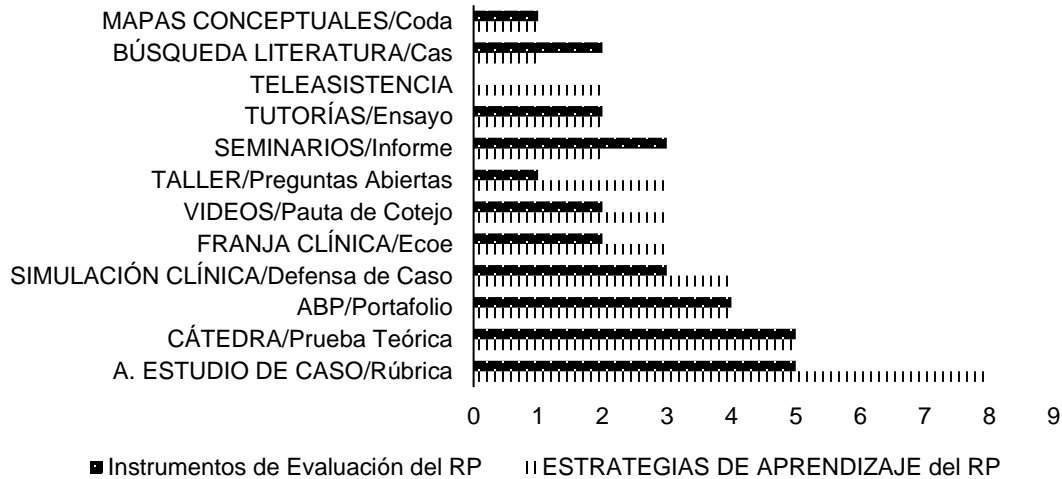 MAPAS CONCEPTUALES/Coda
BÚSQUEDA LITERATURA/Cas
TELEASISTENCIA
TUTORÍAS/Ensayo
SEMINARIOS/Informe
TALLER/Preguntas Abiertas
VIDEOS/Pauta de Cotejo
FRANJA CLÍNICA/Ecoe
SIMULACIÓN CLÍNICA/Defensa de Caso
ABP/Portafolio
CÁTEDRA/Prueba Teórica
A. ESTUDIO DE CASO/Rúbrica
0 1 2 3 4 5 6 7 8 9
Instrumentos de Evaluación del RP ESTRATEGIAS DE APRENDIZAJE del RP